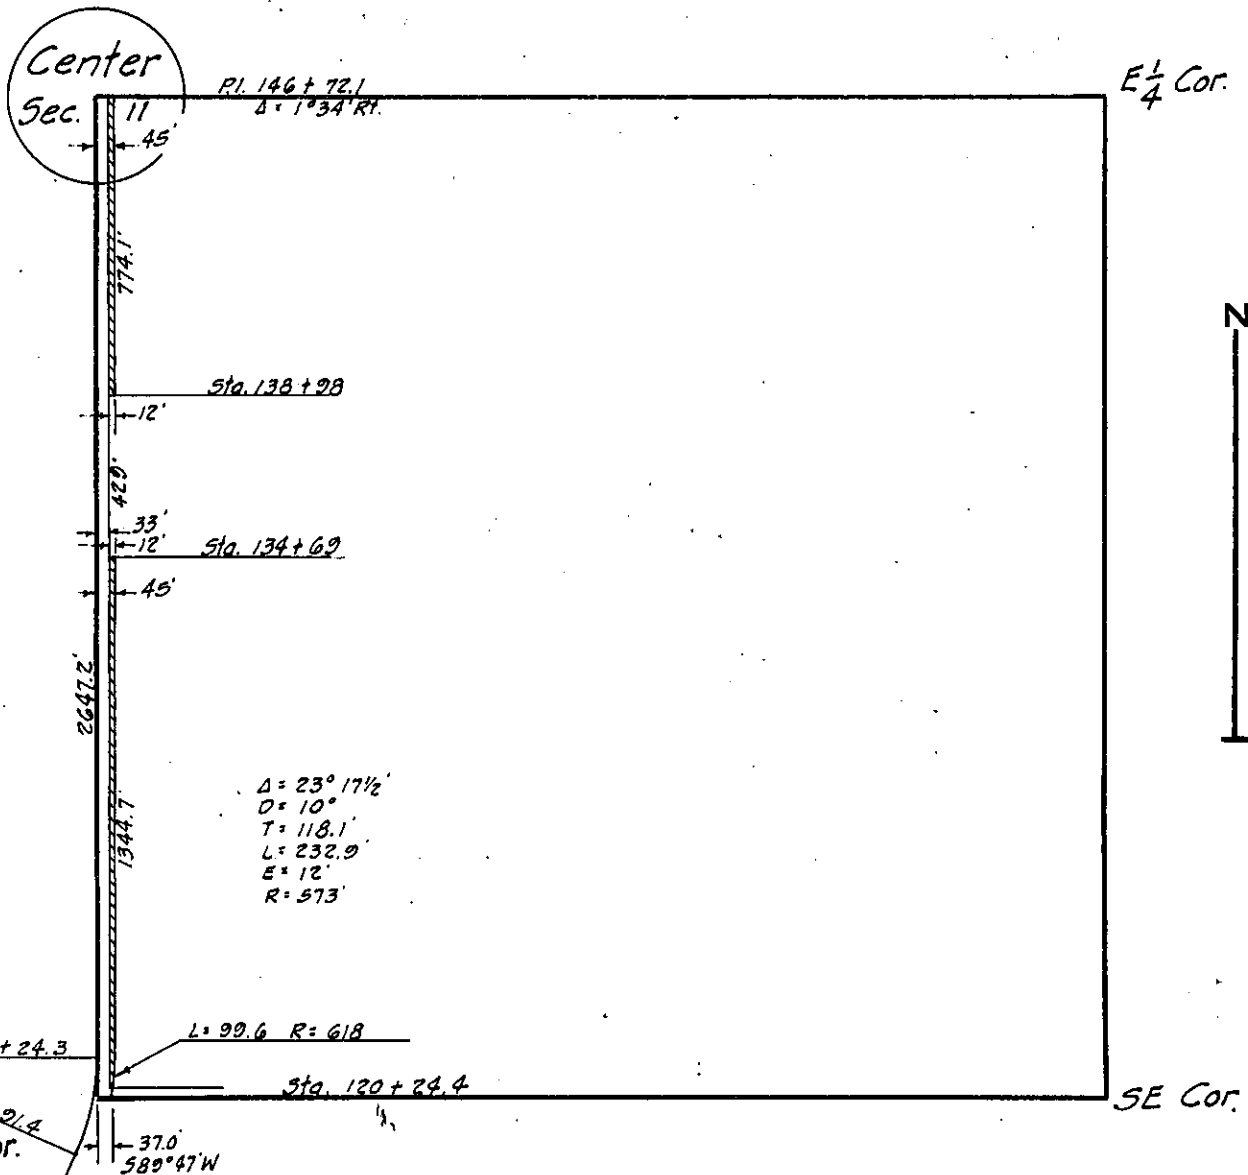 Center
Sec. 11
P.I. 146 + 72.1
Δ = 1°34' Rt.
E 1/4 Cor.
45'
774.1'
N
Sta. 138 + 98
12'
429'
33'
12'
Sta. 134 + 69
45'
2647.2'
1344.7'
Δ = 23° 17½'
D = 10°
T = 118.1'
L = 232.9'
E = 12'
R = 573'
L = 99.6 R = 618
+ 24.3
Sta. 120 + 24.4
SE Cor.
37.0'
S89°47'W